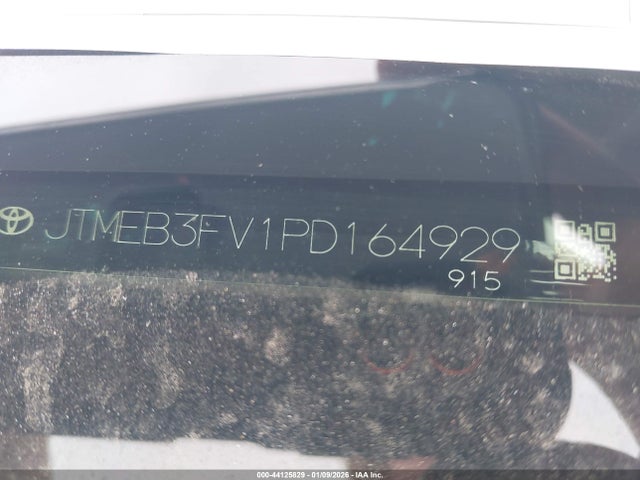 JTMEB3FV1PD164929
915
000-44125829 - 01/09/2026 - IAA Inc.